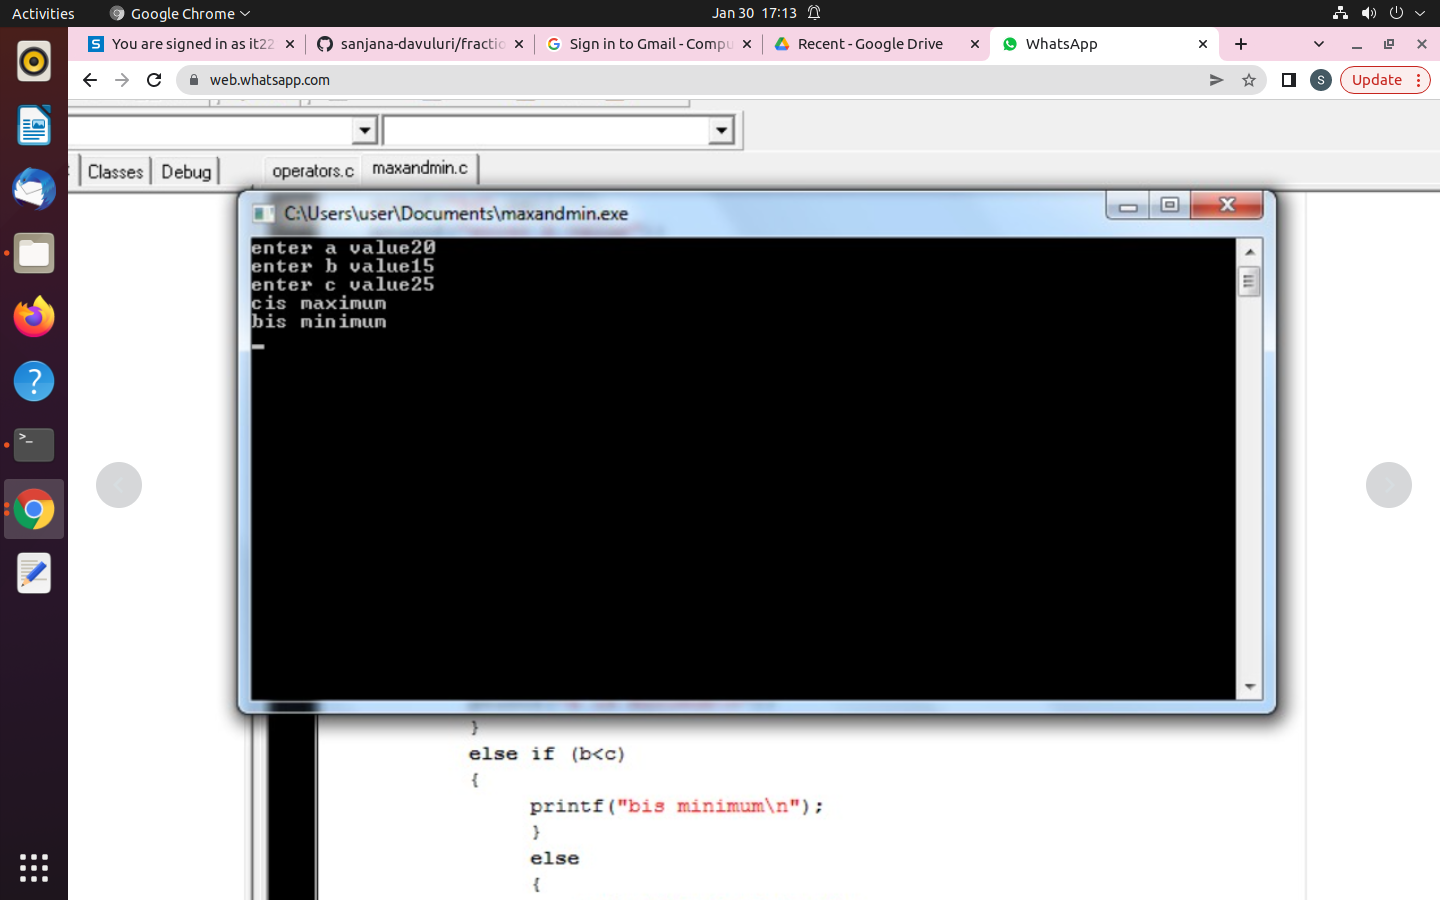 Activities
Google Chrome
Jan 30 17:13
You are signed in as it22
sanjana-davuluri/fractio
Sign in to Gmail - Compu
Recent - Google Drive
WhatsApp
web.whatsapp.com
S
Update
Classes
Debug
operators.c
maxandmin.c
C:\Users\user\Documents\maxandmin.exe
enter a value20
enter b value15
enter c value25
cis maximum
bis minimum
}
else if (b<c)
{
printf("bis minimum\n");
}
else
{